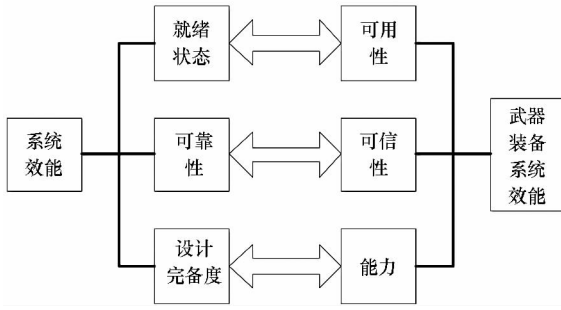 就绪
状态
可用
性
系统
效能
可靠
性
可信
性
武器
装备
系统
效能
设计
完备度
能力